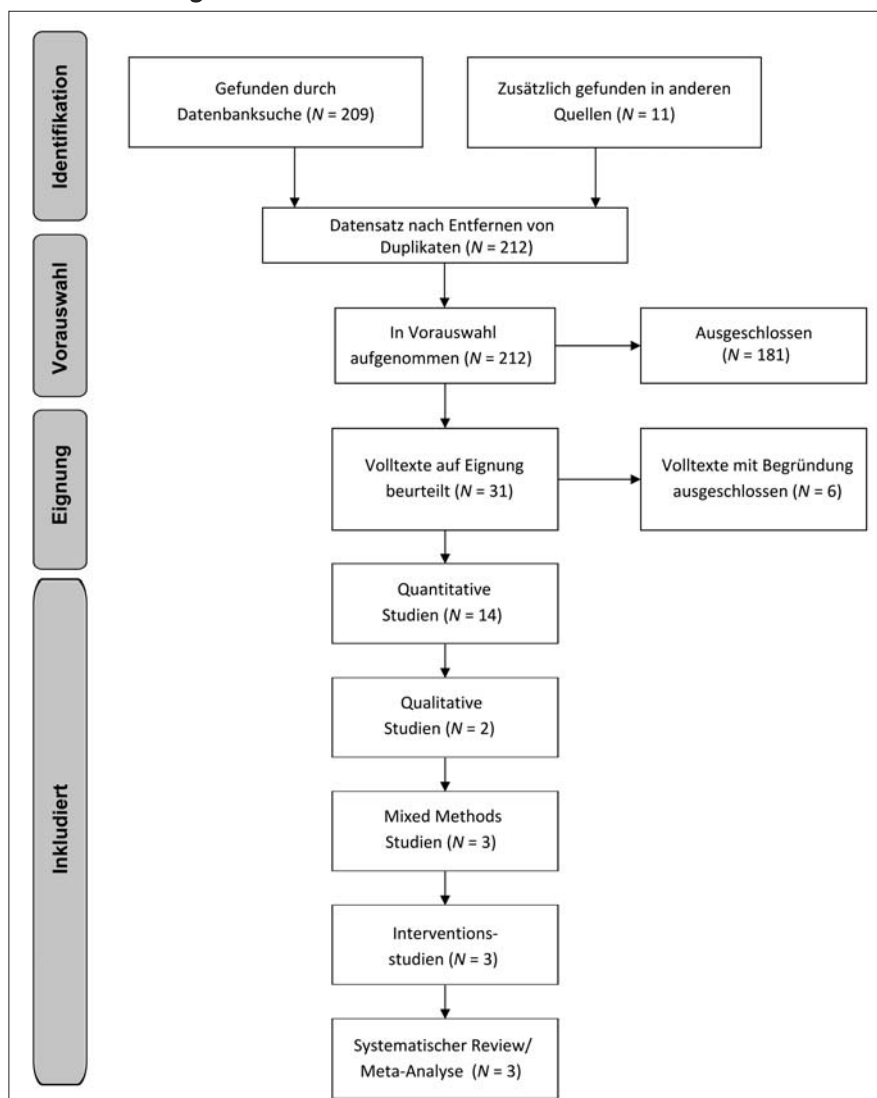 Identifikation
Gefunden durch
Datenbanksuche (N = 209)
Zusätzlich gefunden in anderen
Quellen (N = 11)
Datensatz nach Entfernen von
Duplikaten (N = 212)
Vorauswahl
In Vorauswahl
aufgenommen (N = 212)
Ausgeschlossen
(N = 181)
Eignung
Volltexte auf Eignung
beurteilt (N = 31)
Volltexte mit Begründung
ausgeschlossen (N = 6)
Inkludiert
Quantitative
Studien (N = 14)
Qualitative
Studien (N = 2)
Mixed Methods
Studien (N = 3)
Interventions-
studien (N = 3)
Systematischer Review/
Meta-Analyse (N = 3)